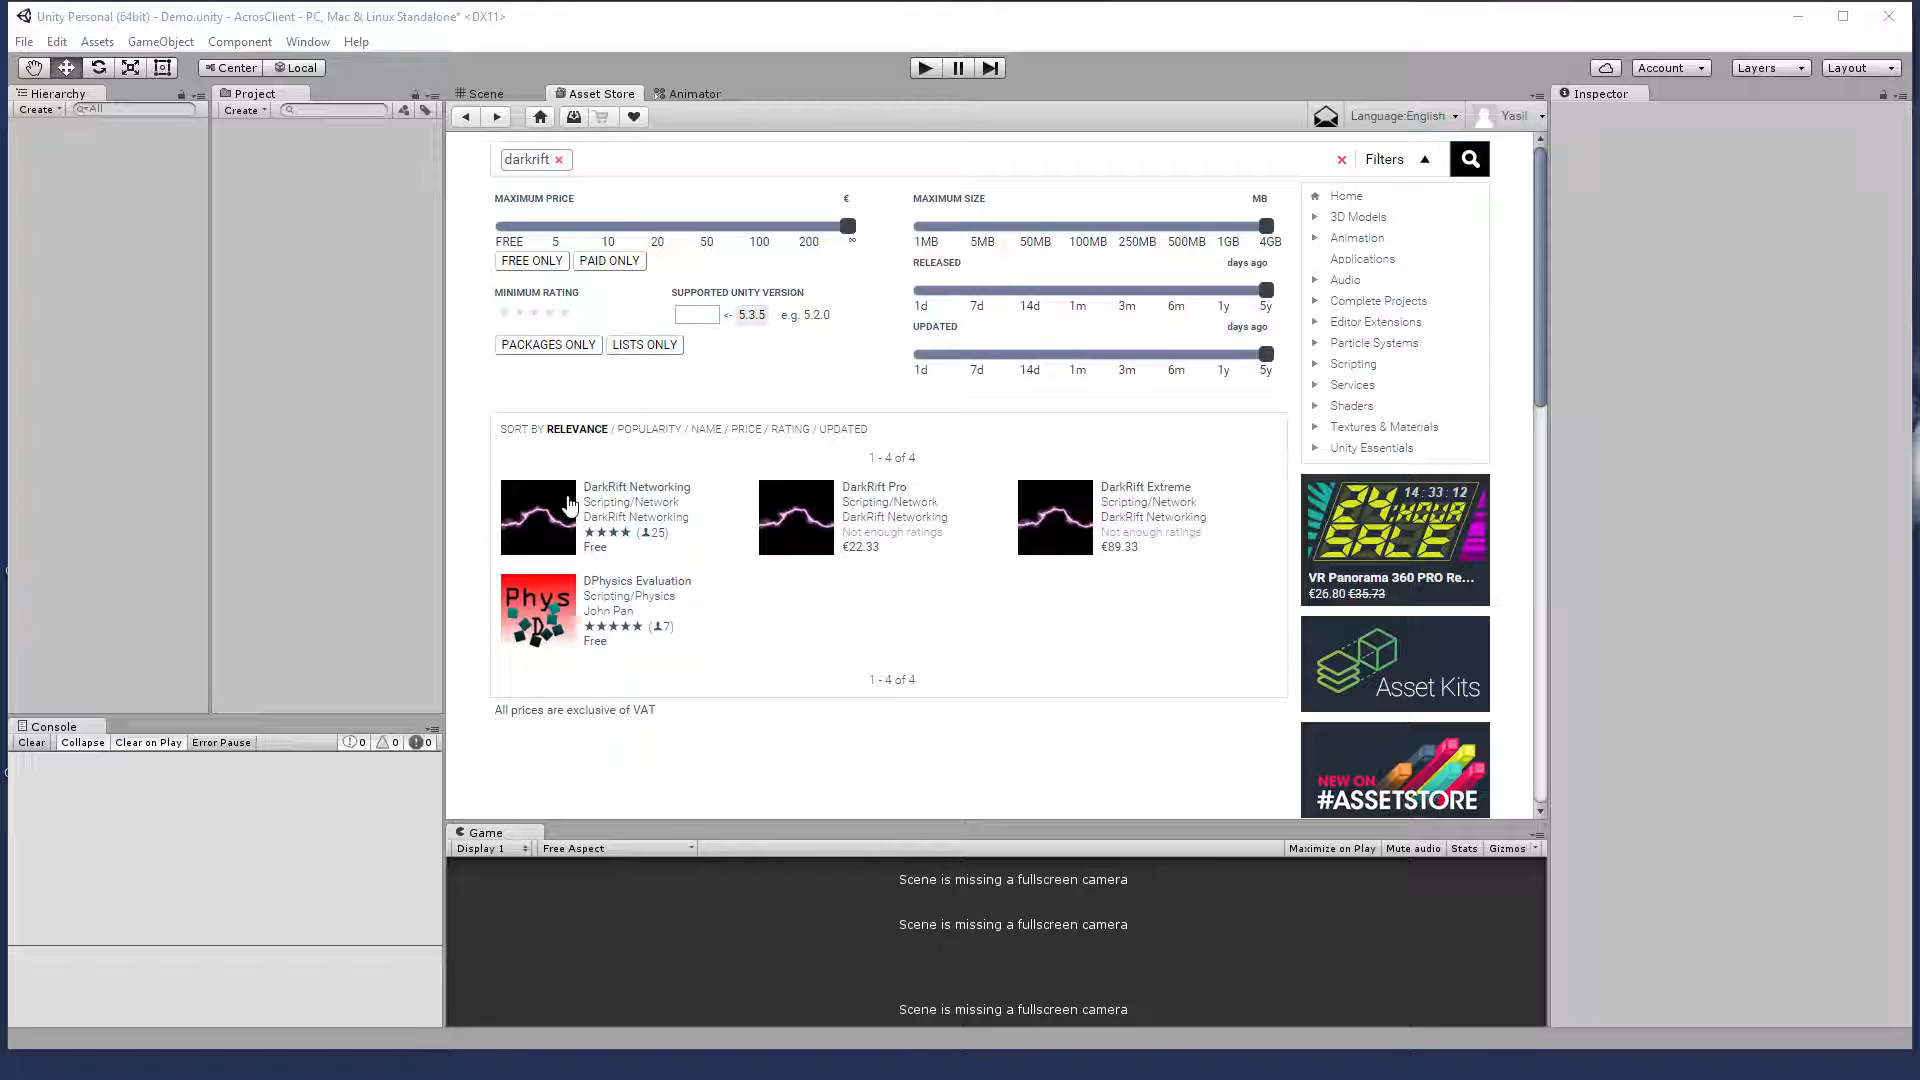 Unity Personal (64bit) - Demo.unity - AcrosClient - PC, Mac & Linux Standalone* <DX11>
File Edit Assets GameObject Component Window Help
Center Local Account Layers Layout
Hierarchy Project Scene Asset Store Animator Inspector
Create All Create
Language:English Yasil
darkrift × × Filters
MAXIMUM PRICE €
FREE 5 10 20 50 100 200 ∞
FREE ONLY PAID ONLY
MINIMUM RATING SUPPORTED UNITY VERSION
<- 5.3.5 e.g. 5.2.0
PACKAGES ONLY LISTS ONLY
MAXIMUM SIZE MB
1MB 5MB 50MB 100MB 250MB 500MB 1GB 4GB
RELEASED days ago
1d 7d 14d 1m 3m 6m 1y 5y
UPDATED days ago
1d 7d 14d 1m 3m 6m 1y 5y
Home
3D Models
Animation
Applications
Audio
Complete Projects
Editor Extensions
Particle Systems
Scripting
Services
Shaders
Textures & Materials
Unity Essentials
SORT BY RELEVANCE / POPULARITY / NAME / PRICE / RATING / UPDATED
1 - 4 of 4
DarkRift Networking
Scripting/Network
DarkRift Networking
★★★★ (25)
Free
DarkRift Pro
Scripting/Network
DarkRift Networking
Not enough ratings
€22.33
DarkRift Extreme
Scripting/Network
DarkRift Networking
Not enough ratings
€89.33
Phys
D
DPhysics Evaluation
Scripting/Physics
John Pan
★★★★★ (7)
Free
1 - 4 of 4
All prices are exclusive of VAT
14:33:12
24
HOUR
SALE
VR Panorama 360 PRO Re...
€26.80 €35.73
Asset Kits
NEW ON
#ASSETSTORE
Console
Clear Collapse Clear on Play Error Pause 0 0 0
Game
Display 1 Free Aspect Maximize on Play Mute audio Stats Gizmos
Scene is missing a fullscreen camera
Scene is missing a fullscreen camera
Scene is missing a fullscreen camera